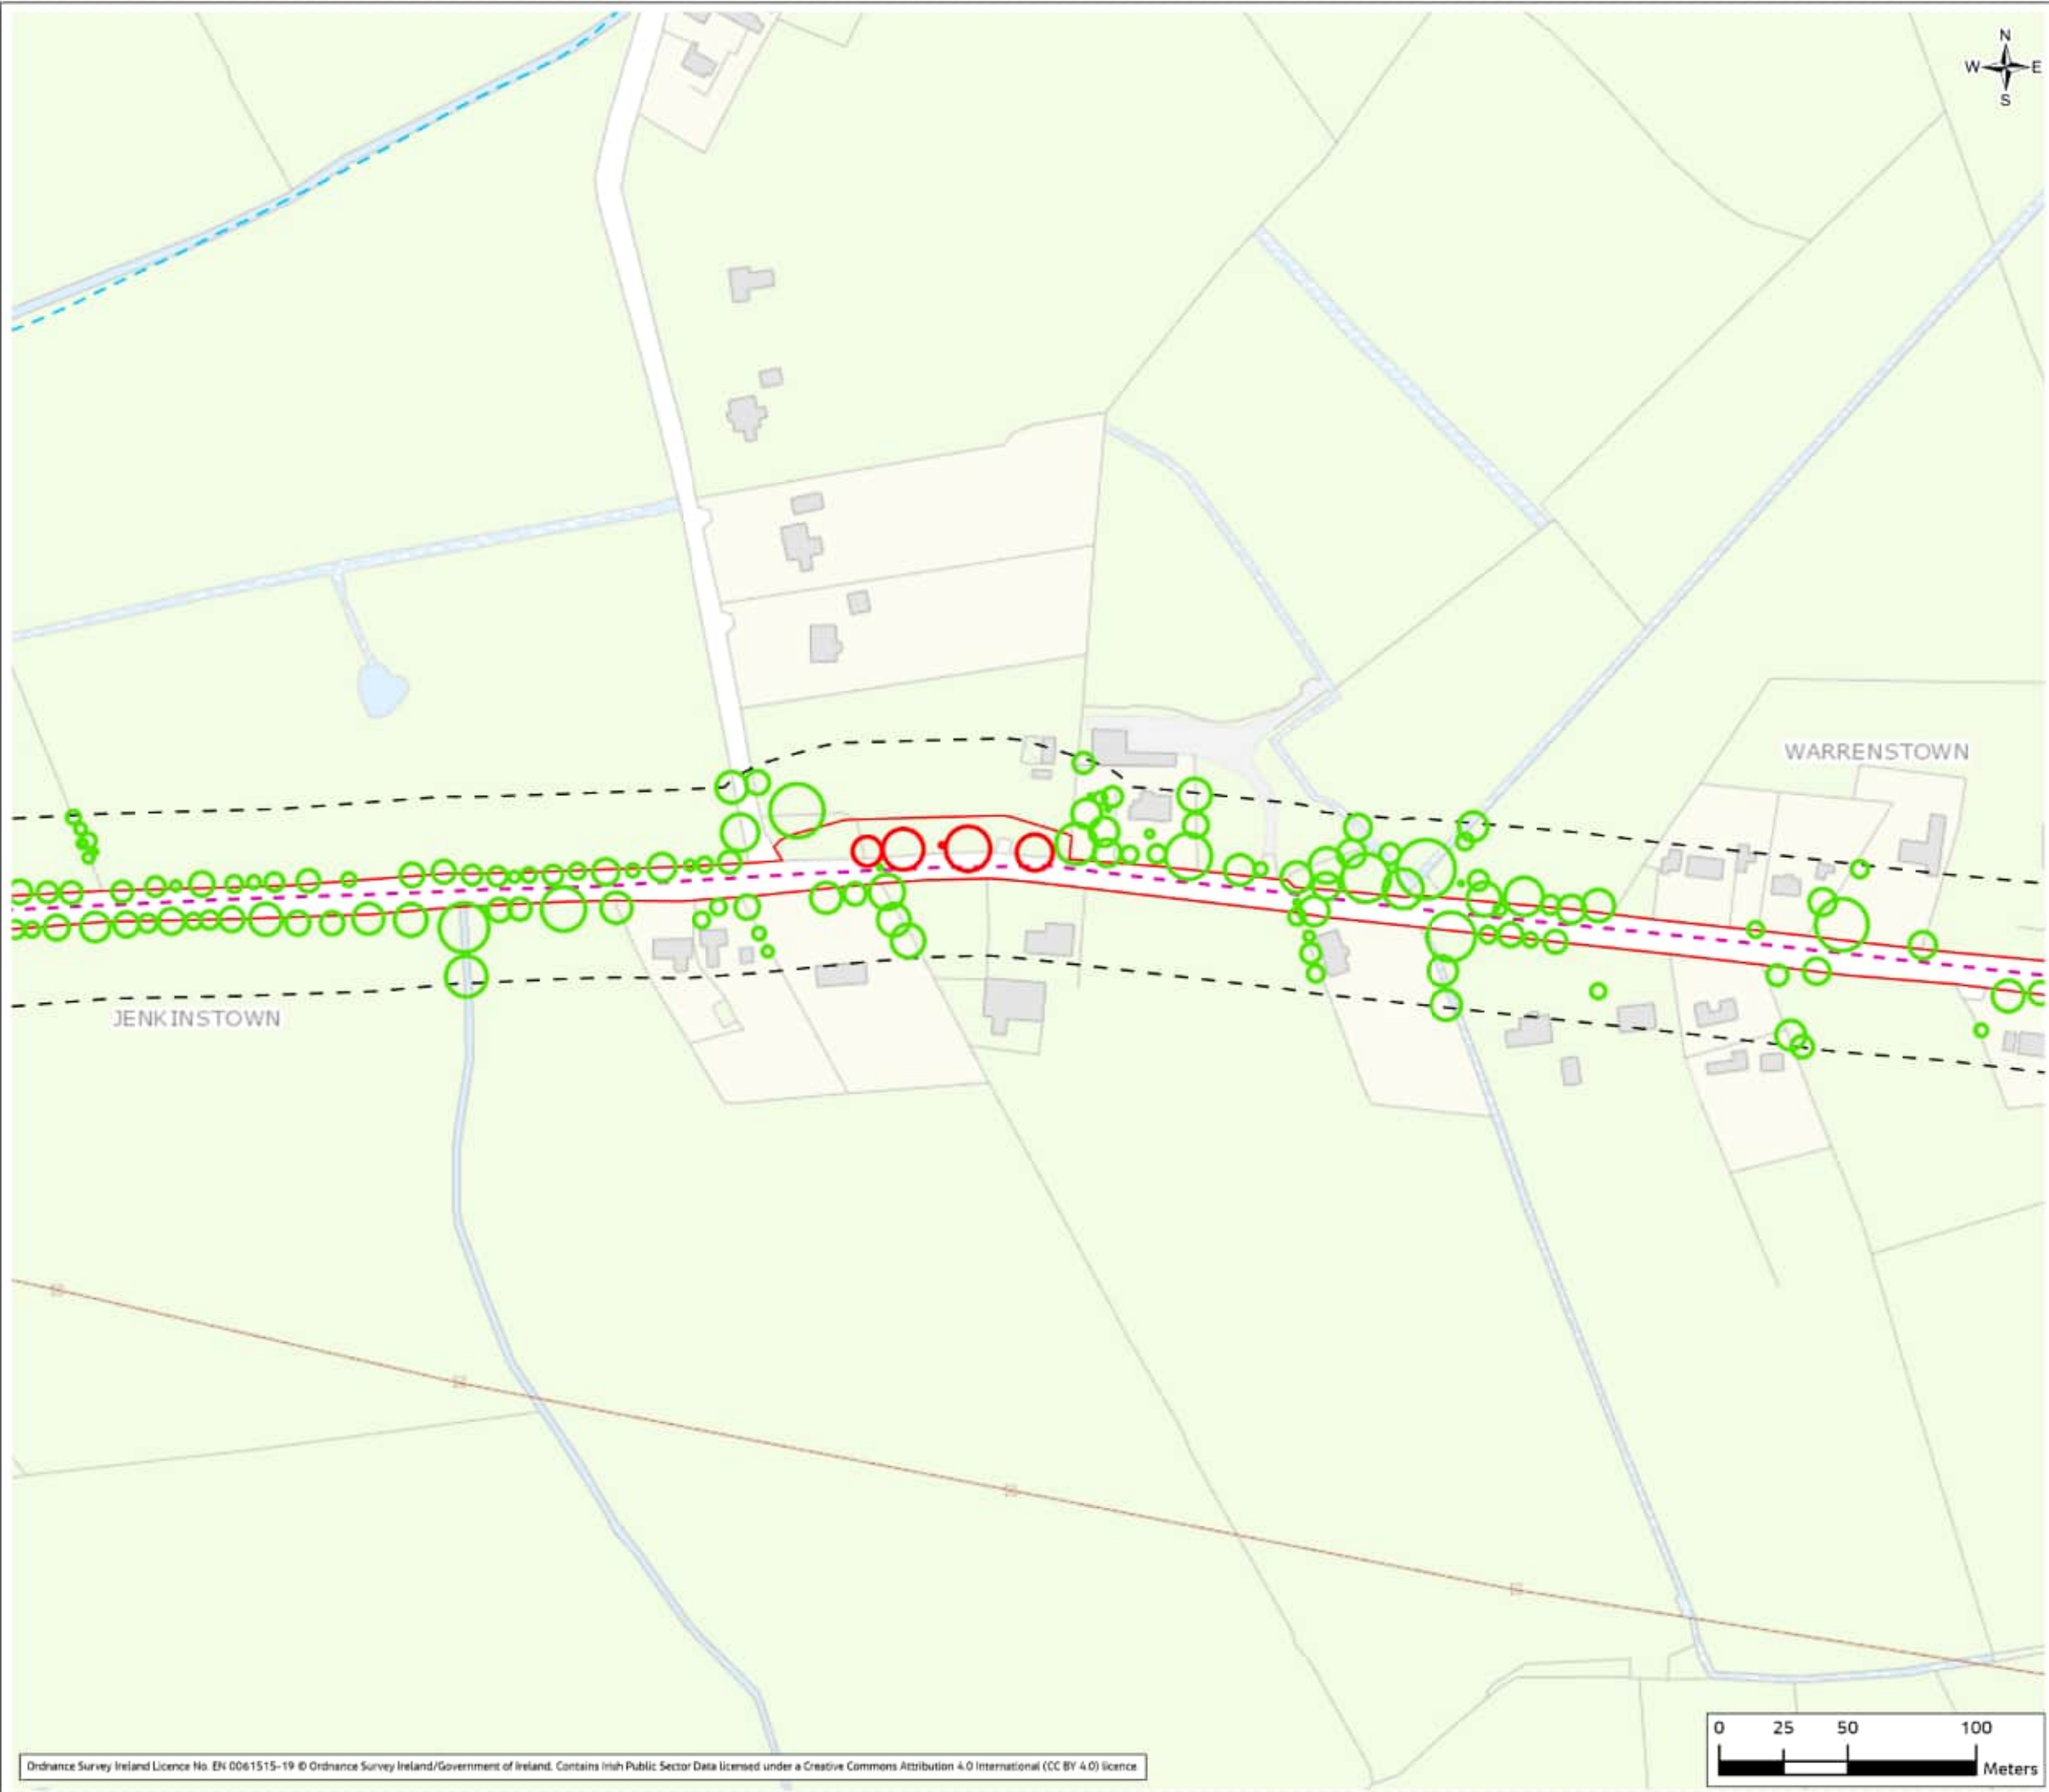 N
W E
S
WARRENSTOWN
JENKINSTOWN
0 25 50 100
Meters
Ordnance Survey Ireland Licence No. EN 0061515-19 © Ordnance Survey Ireland/Government of Ireland. Contains Irish Public Sector Data licensed under a Creative Commons Attribution 4.0 International (CC BY 4.0) licence